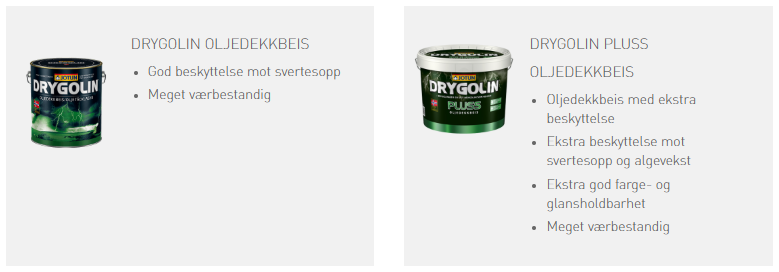 DRYGOLIN OLJEDEKKBEIS
God beskyttelse mot svertesopp
Meget værbestandig
JOTUN
DRYGOLIN
DRYGOLIN PLUSS
OLJEDEKKBEIS
Oljedekkbeis med ekstra
beskyttelse
Ekstra beskyttelse mot
svertesopp og algevekst
Ekstra god farge- og
glansholdbarhet
Meget værbestandig
JOTUN
DRYGOLIN
PLUSS
OLJEDEKKBEIS